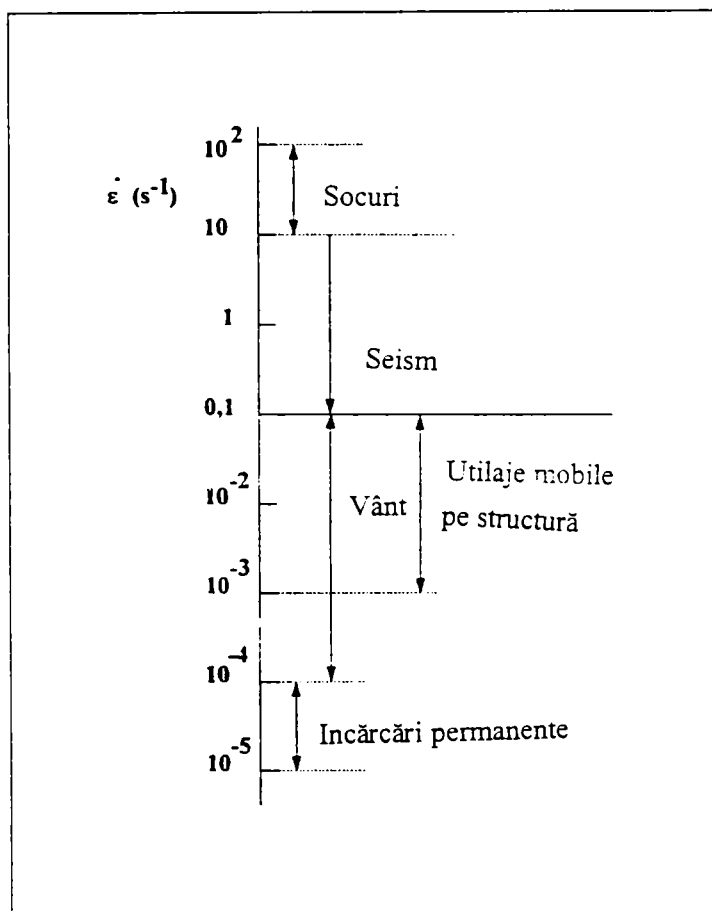 10²
ε̇ (s⁻¹)
Socuri
10
1
Seism
0,1
Utilaje mobile
10⁻²
Vânt
pe structură
10⁻³
10⁻⁴
Incărcări permanente
10⁻⁵